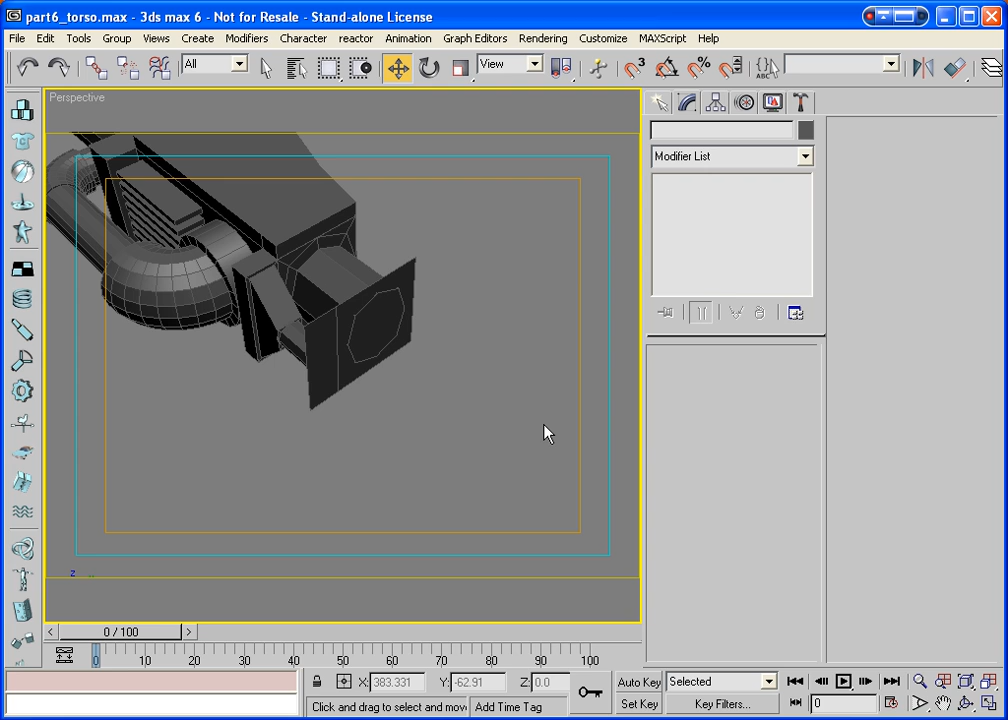 part6_torso.max - 3ds max 6 - Not for Resale - Stand-alone License
File Edit Tools Group Views Create Modifiers Character reactor Animation Graph Editors Rendering Customize MAXScript Help
All View 3 % ABC
Perspective
Modifier List
z
0 / 100
0 10 20 30 40 50 60 70 80 90 100
X: 383.331 Y: -62.91 Z: 0.0 Auto Key Selected
Click and drag to select and mov Add Time Tag Set Key Key Filters... 0